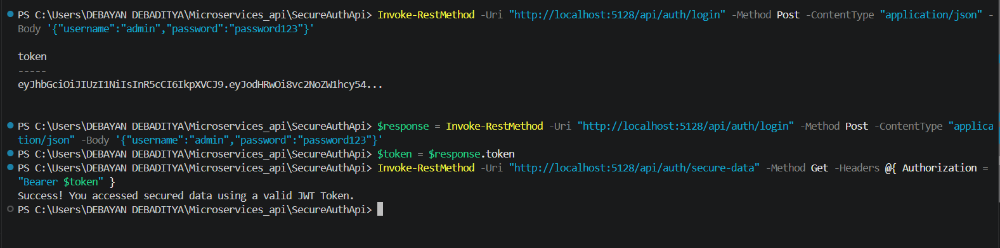 PS C:\Users\DEBAYAN DEBADITYA\Microservices_api\SecureAuthApi> Invoke-RestMethod -Uri "http://localhost:5128/api/auth/login" -Method Post -ContentType "application/json" -
Body '{"username":"admin","password":"password123"}'
token
-----
eyJhbGciOiJIUzI1NiIsInR5cCI6IkpXVCJ9.eyJodHRwOi8vc2NoZW1hcy54...
PS C:\Users\DEBAYAN DEBADITYA\Microservices_api\SecureAuthApi> $response = Invoke-RestMethod -Uri "http://localhost:5128/api/auth/login" -Method Post -ContentType "applica
tion/json" -Body '{"username":"admin","password":"password123"}'
PS C:\Users\DEBAYAN DEBADITYA\Microservices_api\SecureAuthApi> $token = $response.token
PS C:\Users\DEBAYAN DEBADITYA\Microservices_api\SecureAuthApi> Invoke-RestMethod -Uri "http://localhost:5128/api/auth/secure-data" -Method Get -Headers @{ Authorization =
"Bearer $token" }
Success! You accessed secured data using a valid JWT Token.
PS C:\Users\DEBAYAN DEBADITYA\Microservices_api\SecureAuthApi>